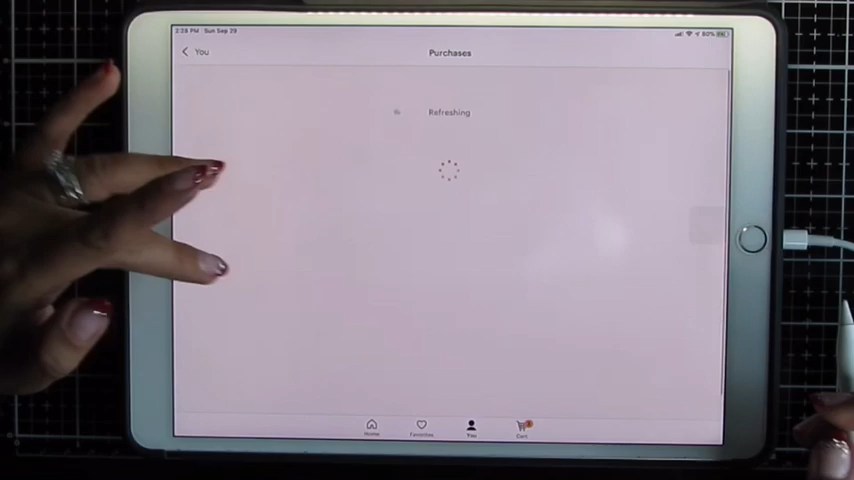 2:28 PM Sun Sep 29
80%
You
Purchases
Refreshing
Home
Favorites
You
Cart